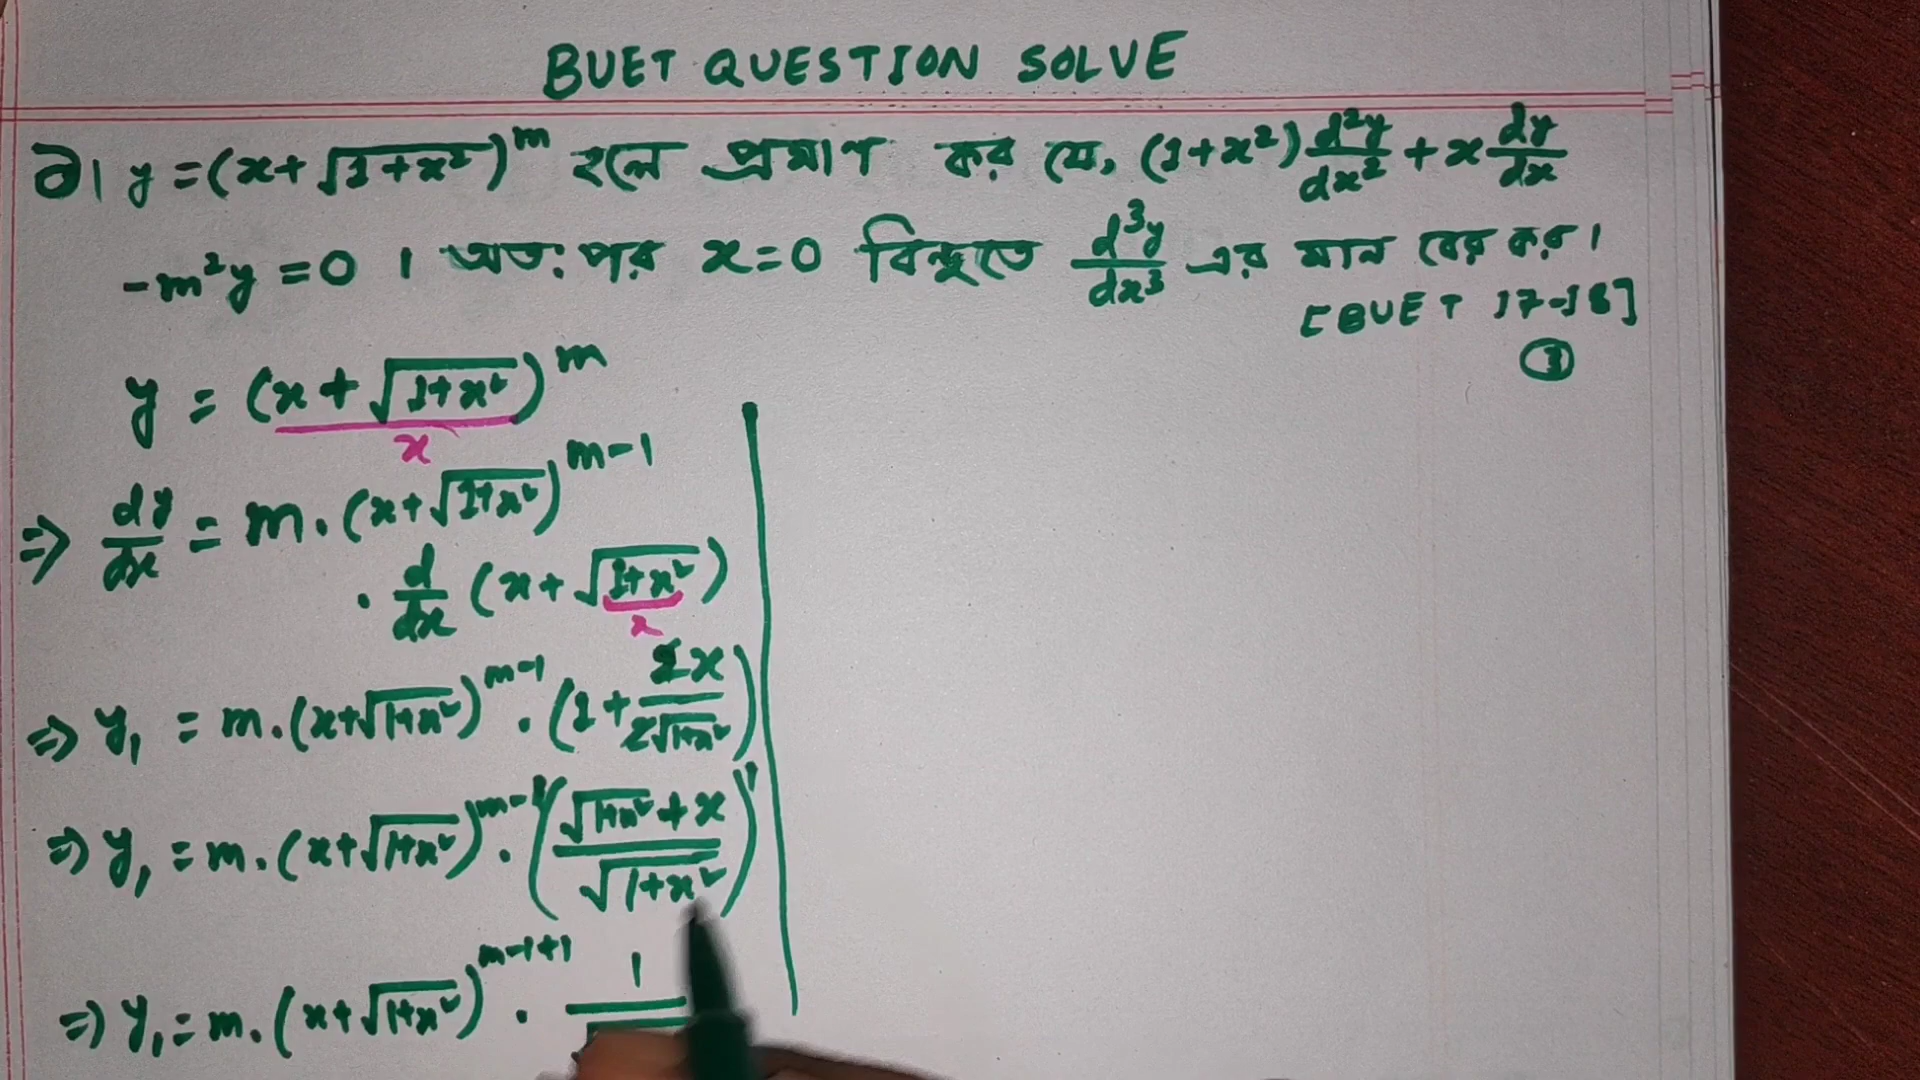 BUET QUESTION SOLVE
৯। y = (x+√1+x²)^m হলে প্রমাণ কর যে, (1+x²) d²y/dx² + x dy/dx
-m²y = 0 । অত:পর x=0 বিন্দুতে d³y/dx³ এর মান বের কর।
[BUET 17-18]
①
y = (x+√1+x²)^m
x
⇒ dy/dx = m.(x+√1+x²)^m-1
. d/dx (x+√1+x²)
x
⇒ y₁ = m.(x+√1+x²)^m-1 . (1+ 2x/2√1+x²)
⇒ y₁ = m.(x+√1+x²)^m-1 . (√1+x²+x/√1+x²)
⇒ y₁ = m.(x+√1+x²)^m-1+1 . 1/√